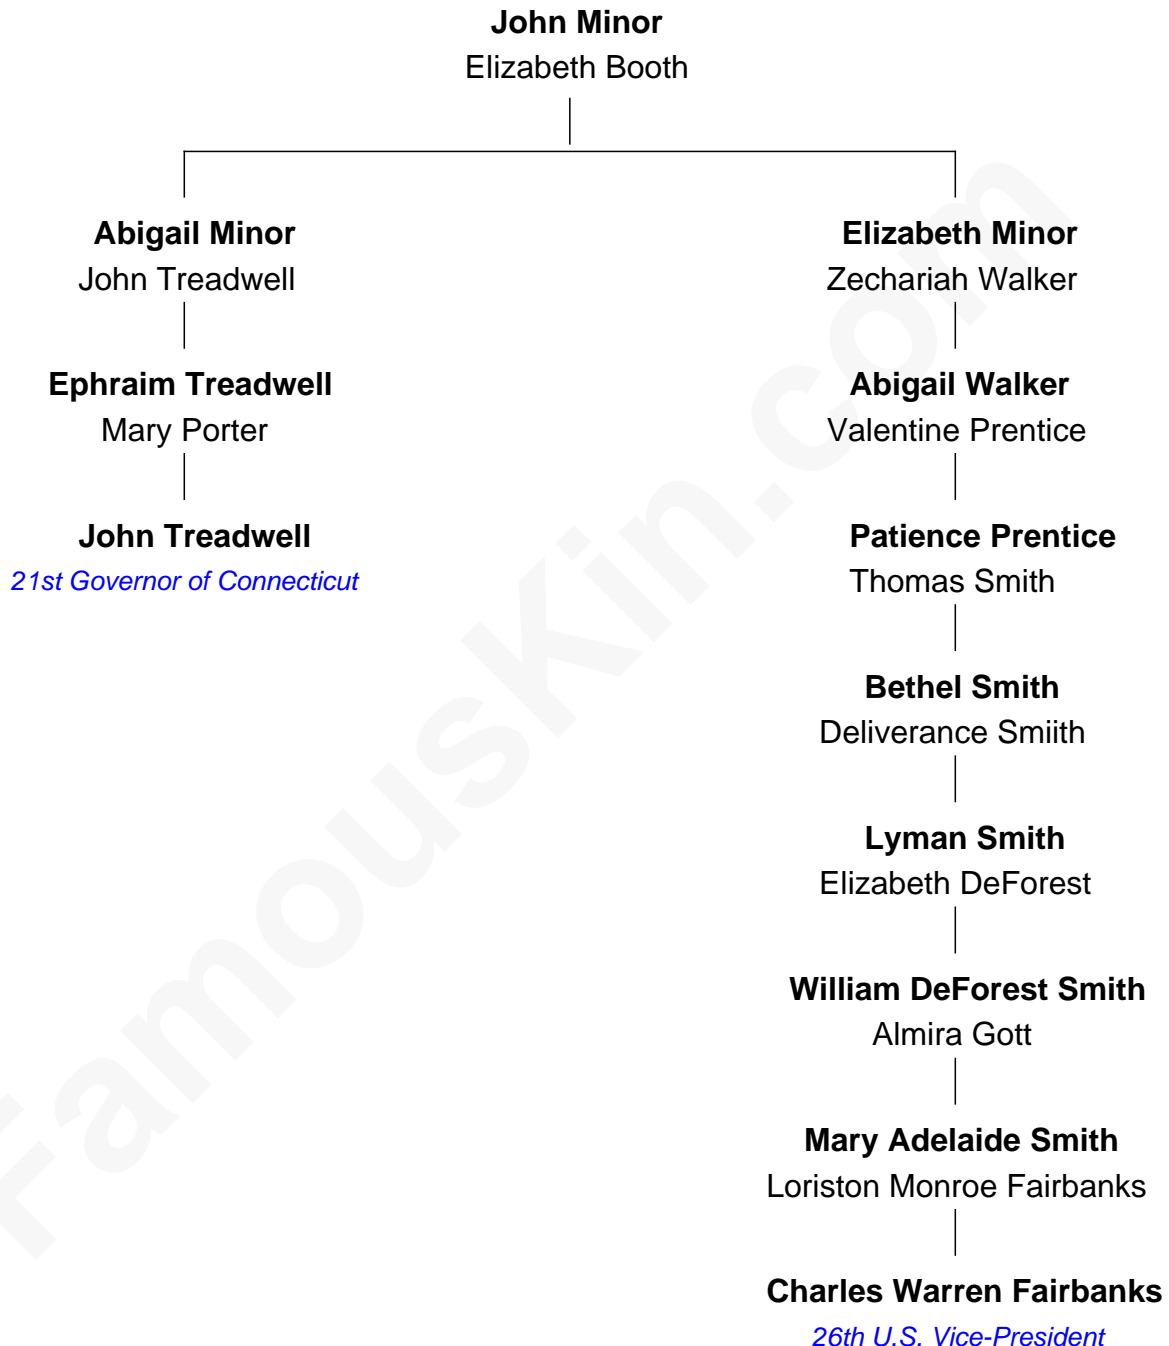 John Minor
Elizabeth Booth
Abigail Minor
John Treadwell
Elizabeth Minor
Zechariah Walker
Ephraim Treadwell
Mary Porter
Abigail Walker
Valentine Prentice
John Treadwell
21st Governor of Connecticut
Patience Prentice
Thomas Smith
Bethel Smith
Deliverance Smiith
Lyman Smith
Elizabeth DeForest
William DeForest Smith
Almira Gott
Mary Adelaide Smith
Loriston Monroe Fairbanks
Charles Warren Fairbanks
26th U.S. Vice-President
FamousKin.com